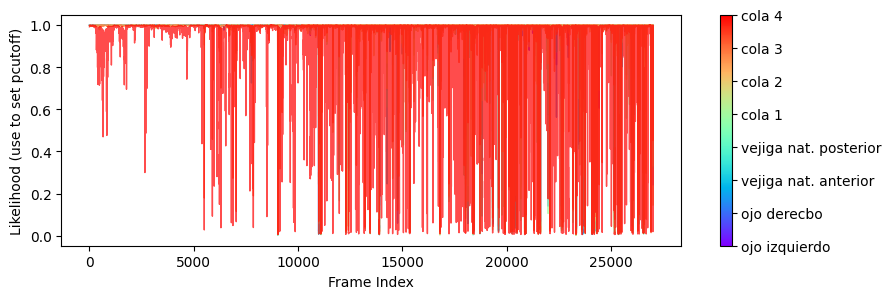 Likelihood (use to set pcutoff)
1.0
0.8
0.6
0.4
0.2
0.0
0
5000
10000
15000
20000
25000
Frame Index
cola 4
cola 3
cola 2
cola 1
vejiga nat. posterior
vejiga nat. anterior
ojo derecbo
ojo izquierdo